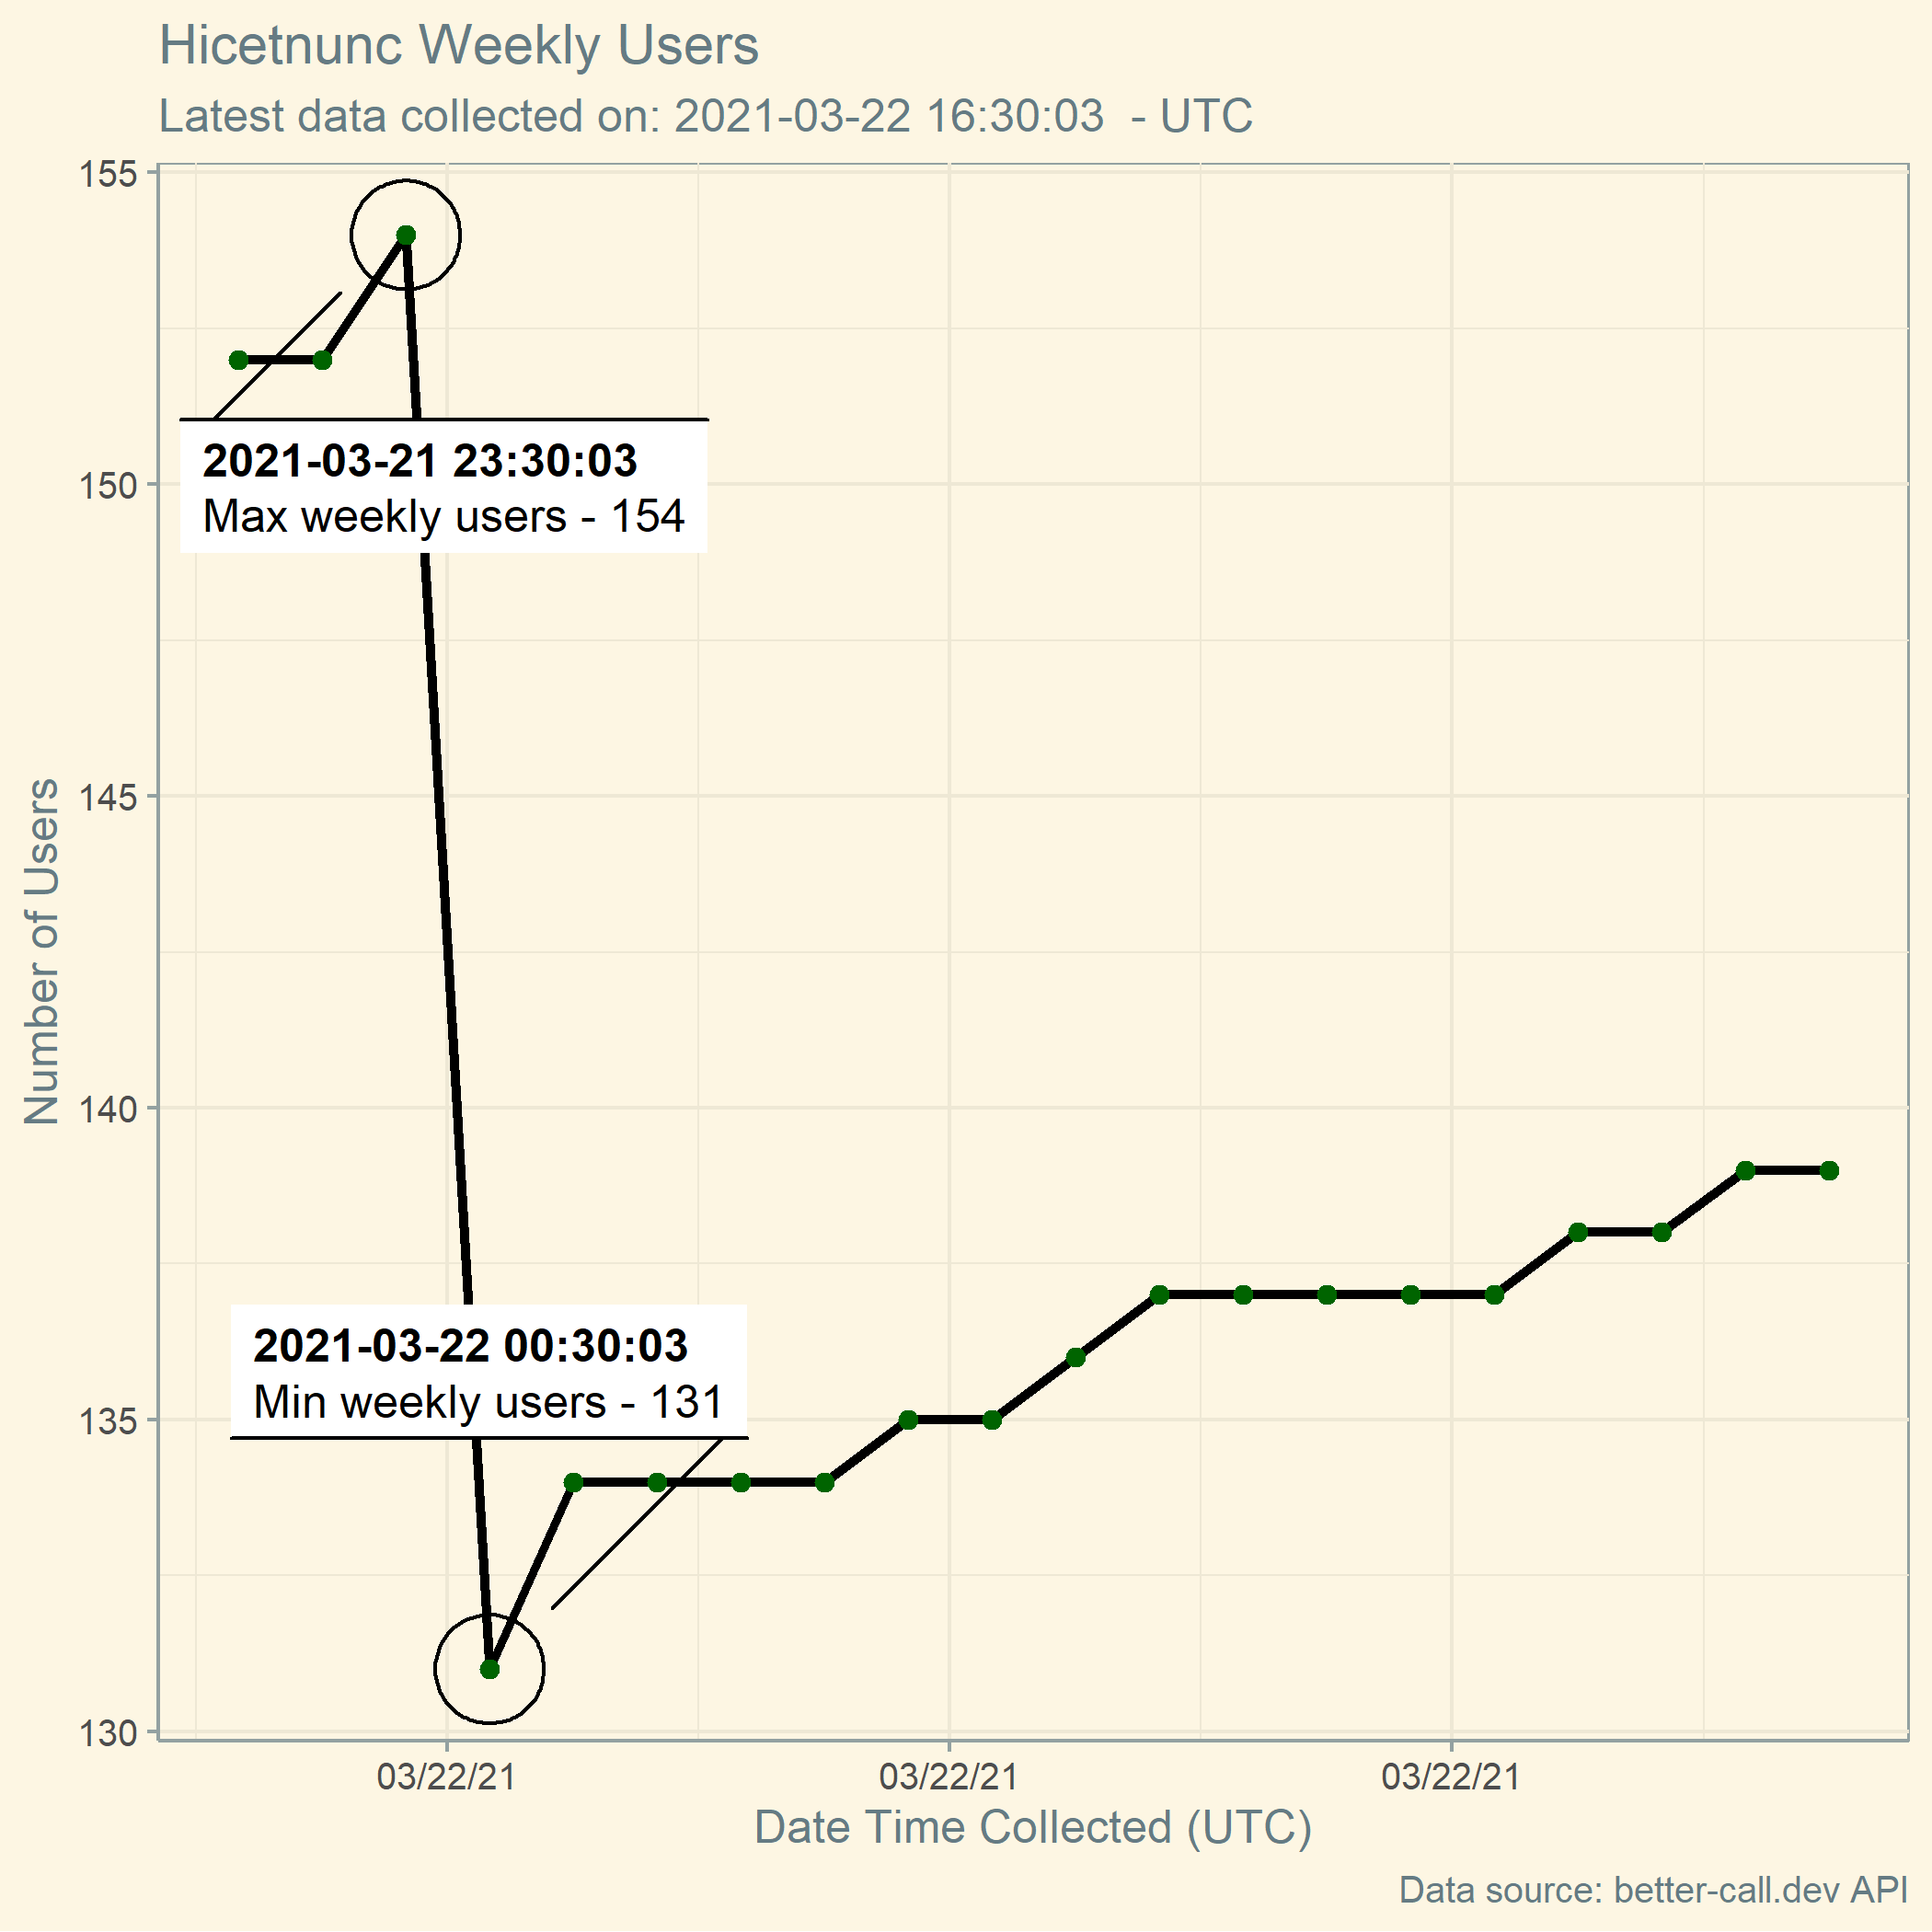 Hicetnunc Weekly Users
Latest data collected on: 2021-03-22 16:30:03  - UTC
155
150
145
140
135
130
Number of Users
2021-03-21 23:30:03
Max weekly users - 154
2021-03-22 00:30:03
Min weekly users - 131
03/22/21
03/22/21
03/22/21
Date Time Collected (UTC)
Data source: better-call.dev API